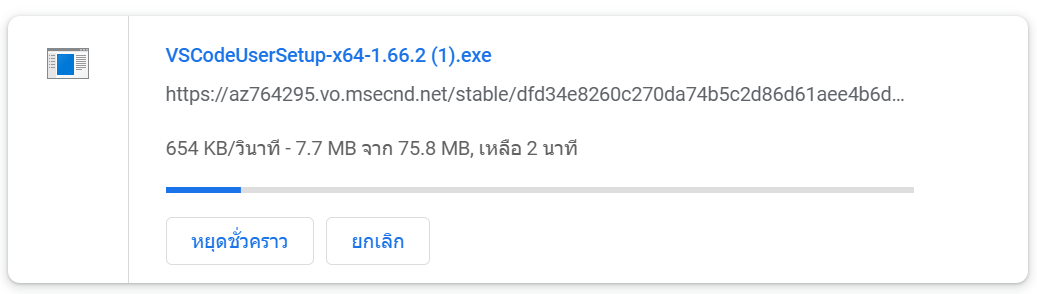 VSCodeUserSetup-x64-1.66.2 (1).exe
https://az764295.vo.msecnd.net/stable/dfd34e8260c270da74b5c2d86d61aee4b6d…
654 KB/วินาที - 7.7 MB จาก 75.8 MB, เหลือ 2 นาที
หยุดชั่วคราว ยกเลิก